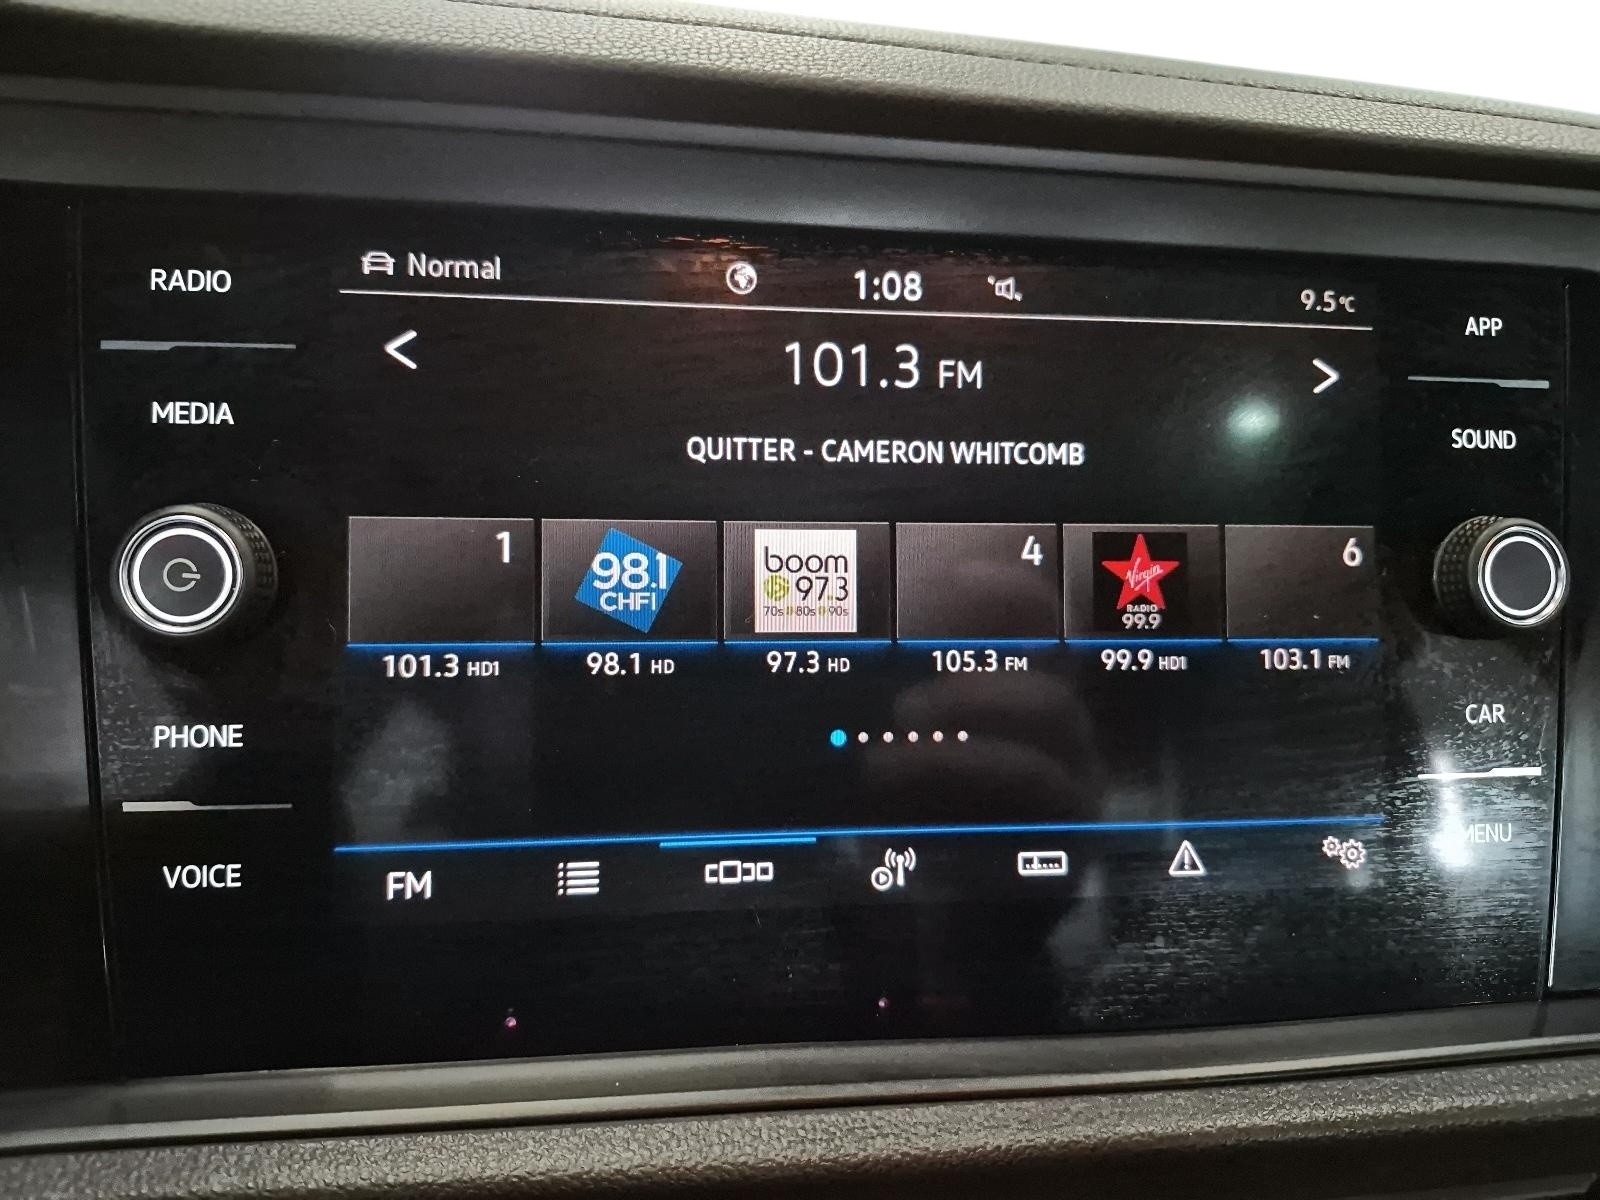 RADIO
Normal
1:08
9.5°C
APP
101.3 FM
MEDIA
SOUND
QUITTER - CAMERON WHITCOMB
1
98.1
CHFI
boom
97.3
70s 80s 90s
4
Virgin
RADIO
99.9
6
101.3 HD1
98.1 HD
97.3 HD
105.3 FM
99.9 HD1
103.1 FM
PHONE
CAR
MENU
VOICE
FM